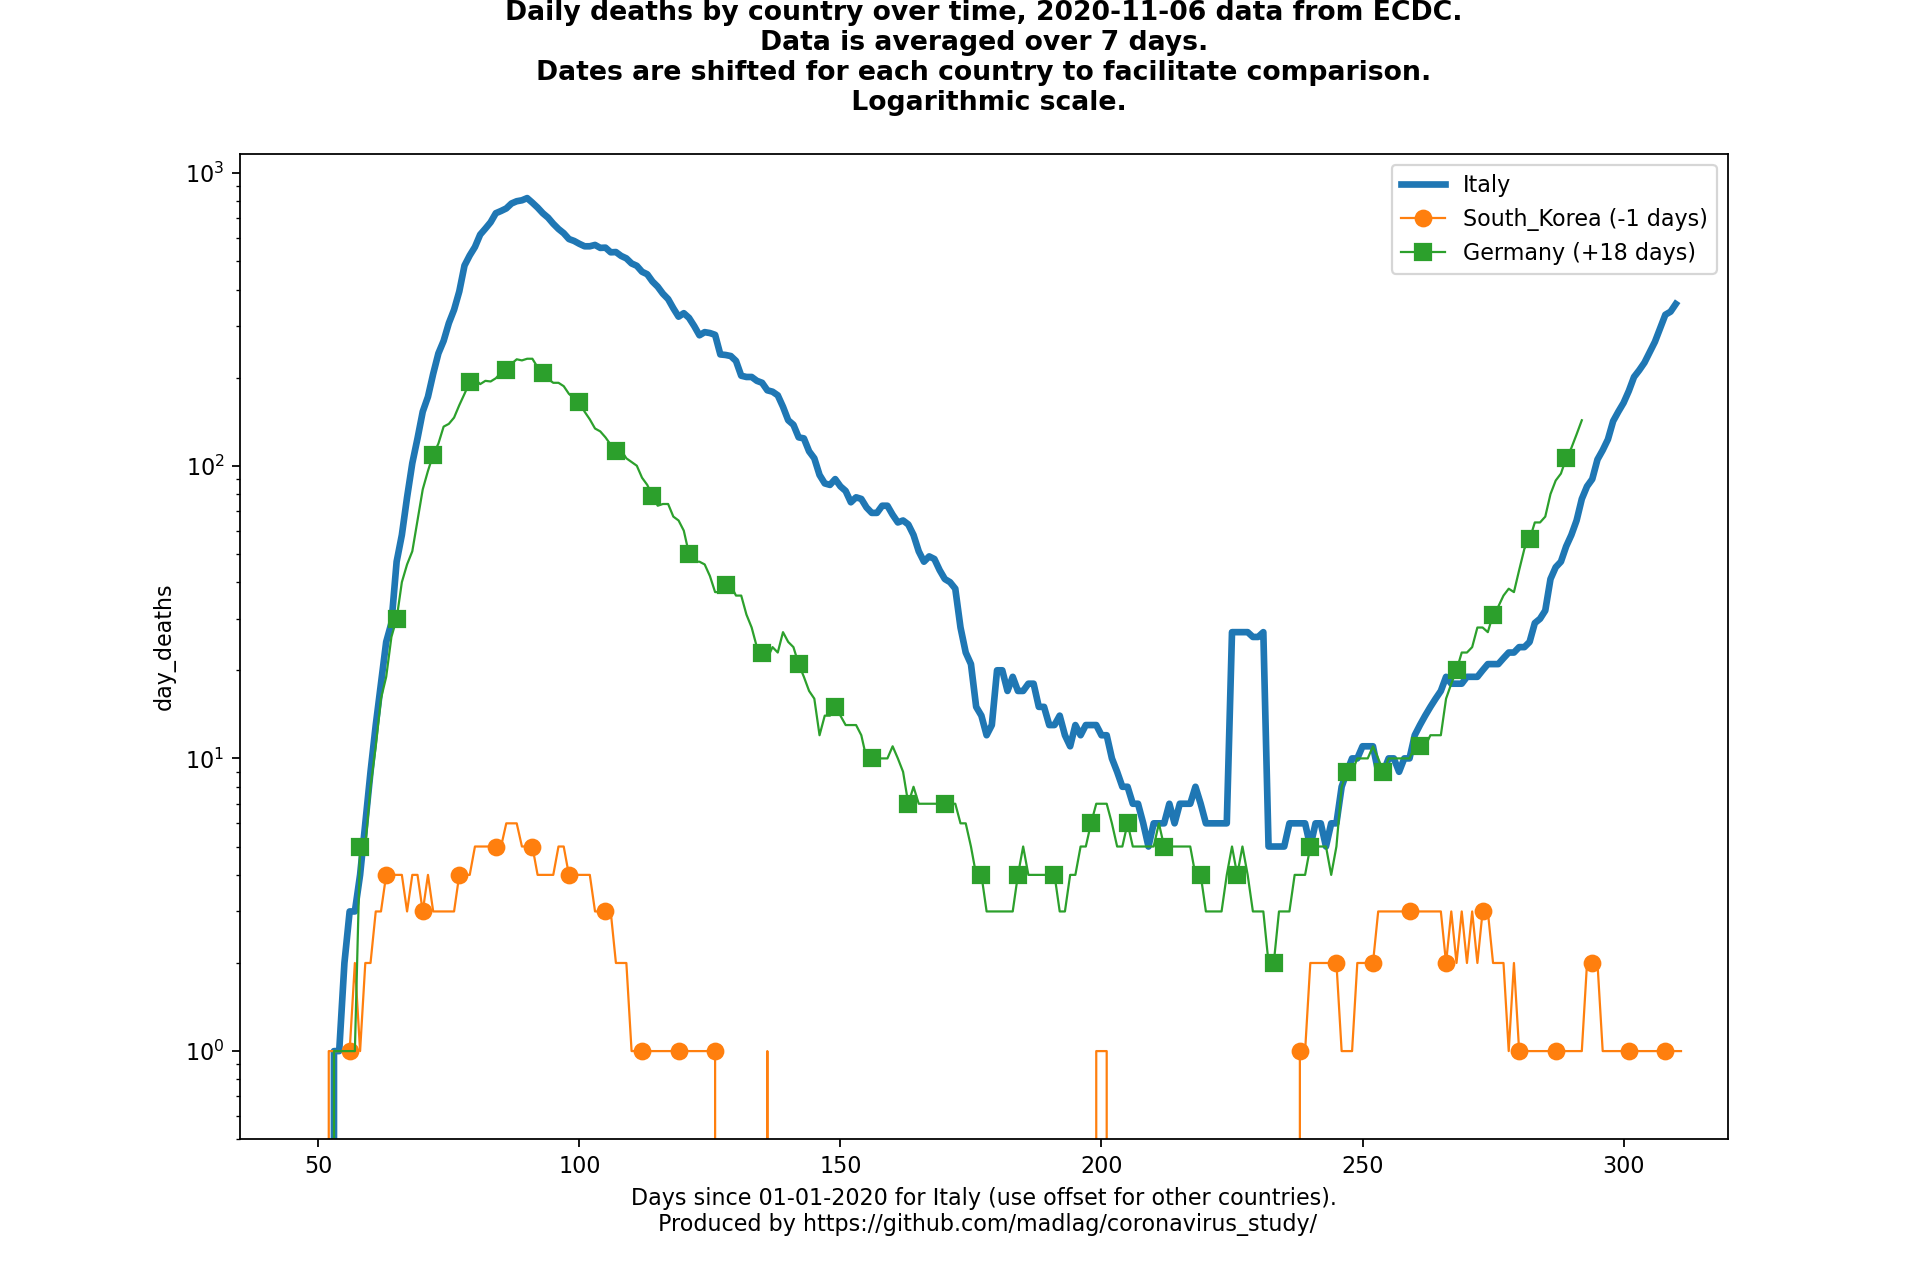 Daily deaths by country over time, 2020-11-06 data from ECDC.
Data is averaged over 7 days.
Dates are shifted for each country to facilitate comparison.
Logarithmic scale.
10³
10²
10¹
10⁰
day_deaths
Italy
South_Korea (-1 days)
Germany (+18 days)
50 100 150 200 250 300
Days since 01-01-2020 for Italy (use offset for other countries).
Produced by https://github.com/madlag/coronavirus_study/